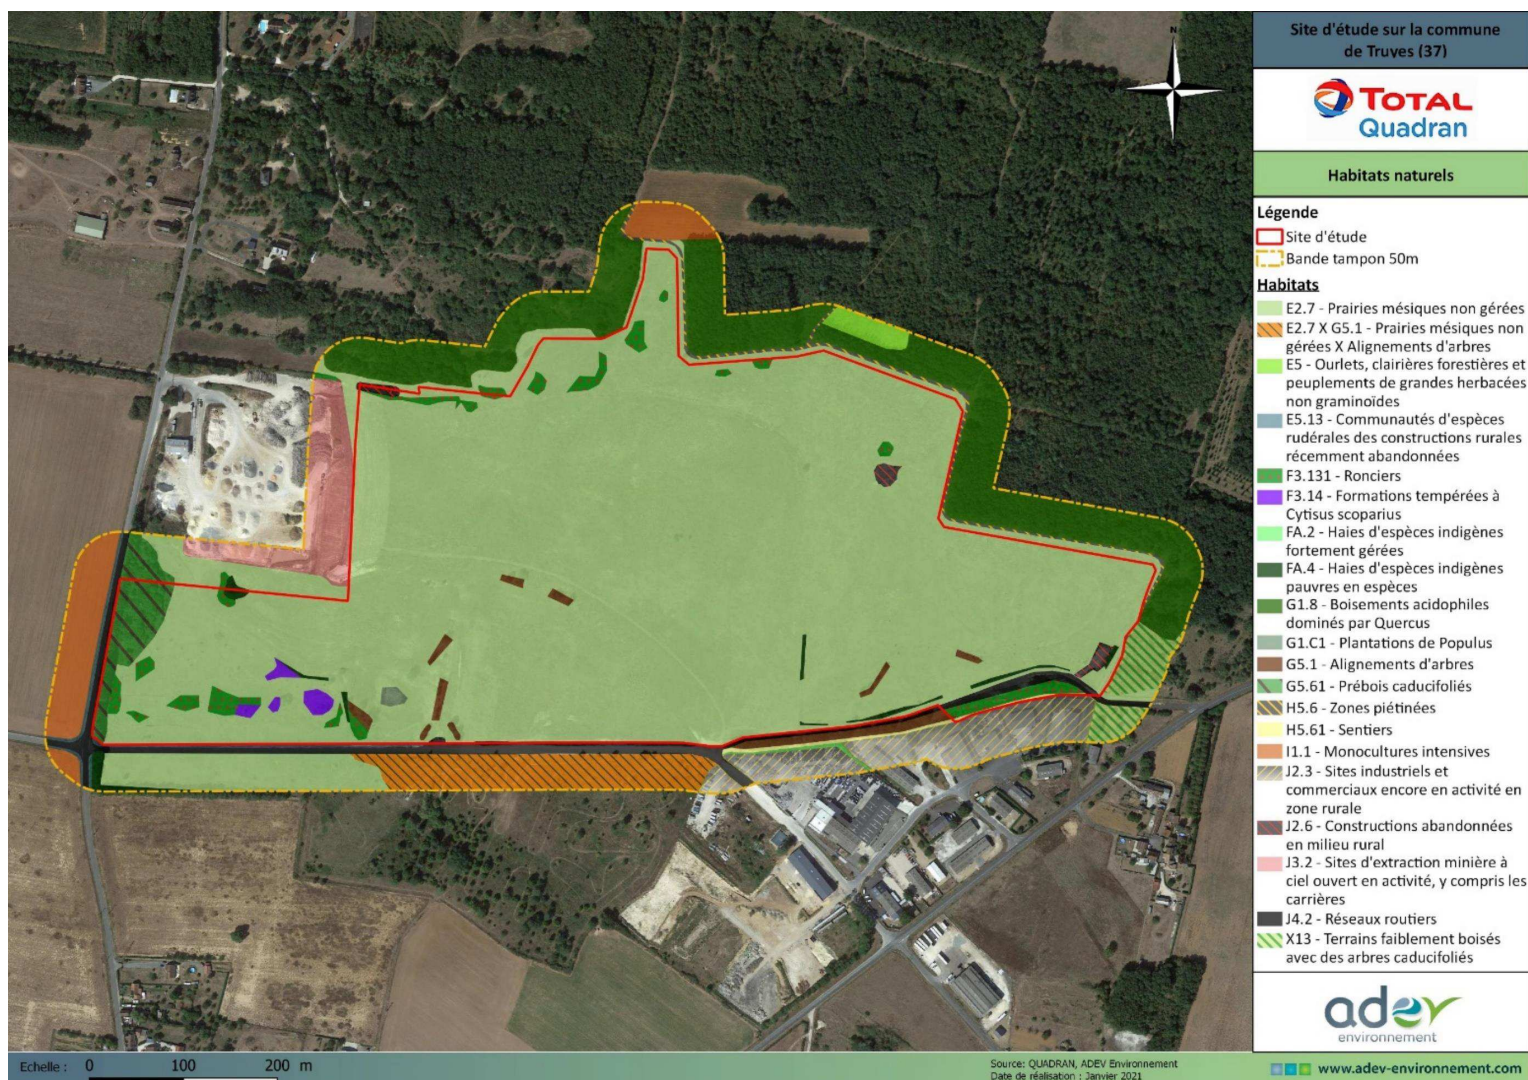 Site d'étude sur la commune
de Truyes (37)
TOTAL
Quadran
Habitats naturels
N
Légende
Site d'étude
Bande tampon 50m
Habitats
E2.7 - Prairies mésiques non gérées
E2.7 X G5.1 - Prairies mésiques non
gérées X Alignements d'arbres
E5 - Ourlets, clairières forestières et
peuplements de grandes herbacées
non graminoïdes
E5.13 - Communautés d'espèces
rudérales des constructions rurales
récemment abandonnées
F3.131 - Ronciers
F3.14 - Formations tempérées à
Cytisus scoparius
FA.2 - Haies d'espèces indigènes
fortement gérées
FA.4 - Haies d'espèces indigènes
pauvres en espèces
G1.8 - Boisements acidophiles
dominés par Quercus
G1.C1 - Plantations de Populus
G5.1 - Alignements d'arbres
G5.61 - Prébois caducifoliés
H5.6 - Zones piétinées
H5.61 - Sentiers
I1.1 - Monocultures intensives
J2.3 - Sites industriels et
commerciaux encore en activité en
zone rurale
J2.6 - Constructions abandonnées
en milieu rural
J3.2 - Sites d'extraction minière à
ciel ouvert en activité, y compris les
carrières
J4.2 - Réseaux routiers
X13 - Terrains faiblement boisés
avec des arbres caducifoliés
adev
environnement
Echelle : 0 100 200 m
Source: QUADRAN, ADEV Environnement
Date de réalisation : Janvier 2021
www.adev-environnement.com